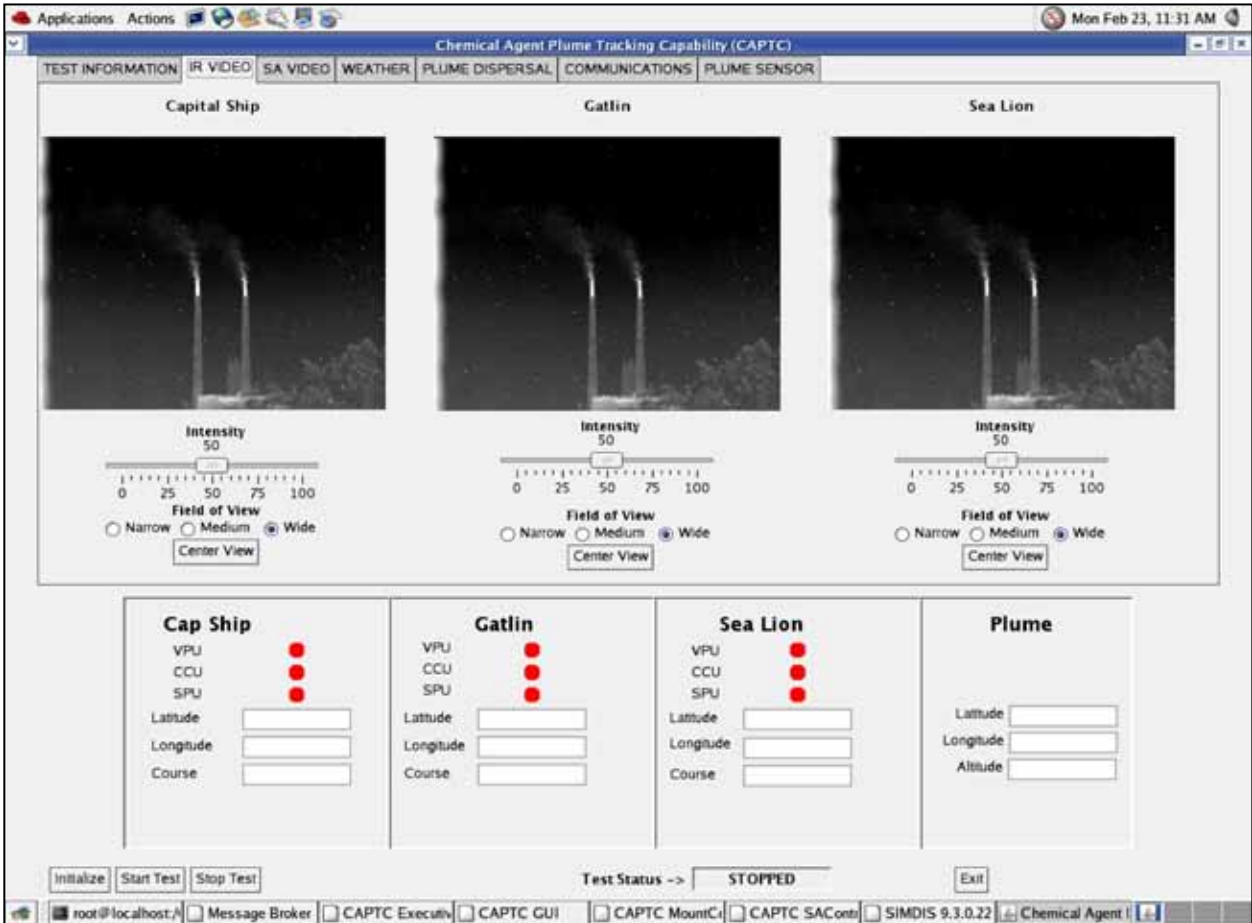 Applications Actions Mon Feb 23, 11:31 AM
Chemical Agent Plume Tracking Capability (CAPTC)
TEST INFORMATION IR VIDEO SA VIDEO WEATHER PLUME DISPERSAL COMMUNICATIONS PLUME SENSOR
Capital Ship Gatlin Sea Lion
Intensity Intensity Intensity
50 50 50
0 25 50 75 100 0 25 50 75 100 0 25 50 75 100
Field of View Field of View Field of View
Narrow Medium Wide Narrow Medium Wide Narrow Medium Wide
Center View Center View Center View
Cap Ship Gatlin Sea Lion Plume
VPU VPU VPU
CCU CCU CCU
SPU SPU SPU
Latitude Latitude Latitude Latitude
Longitude Longitude Longitude Longitude
Course Course Course Altitude
Initialize Start Test Stop Test Test Status -> STOPPED Exit
root@localhost:/ Message Broker CAPTC Executiv CAPTC GUI CAPTC MountC CAPTC SAContr SIMDIS 9.3.0.22 Chemical Agent